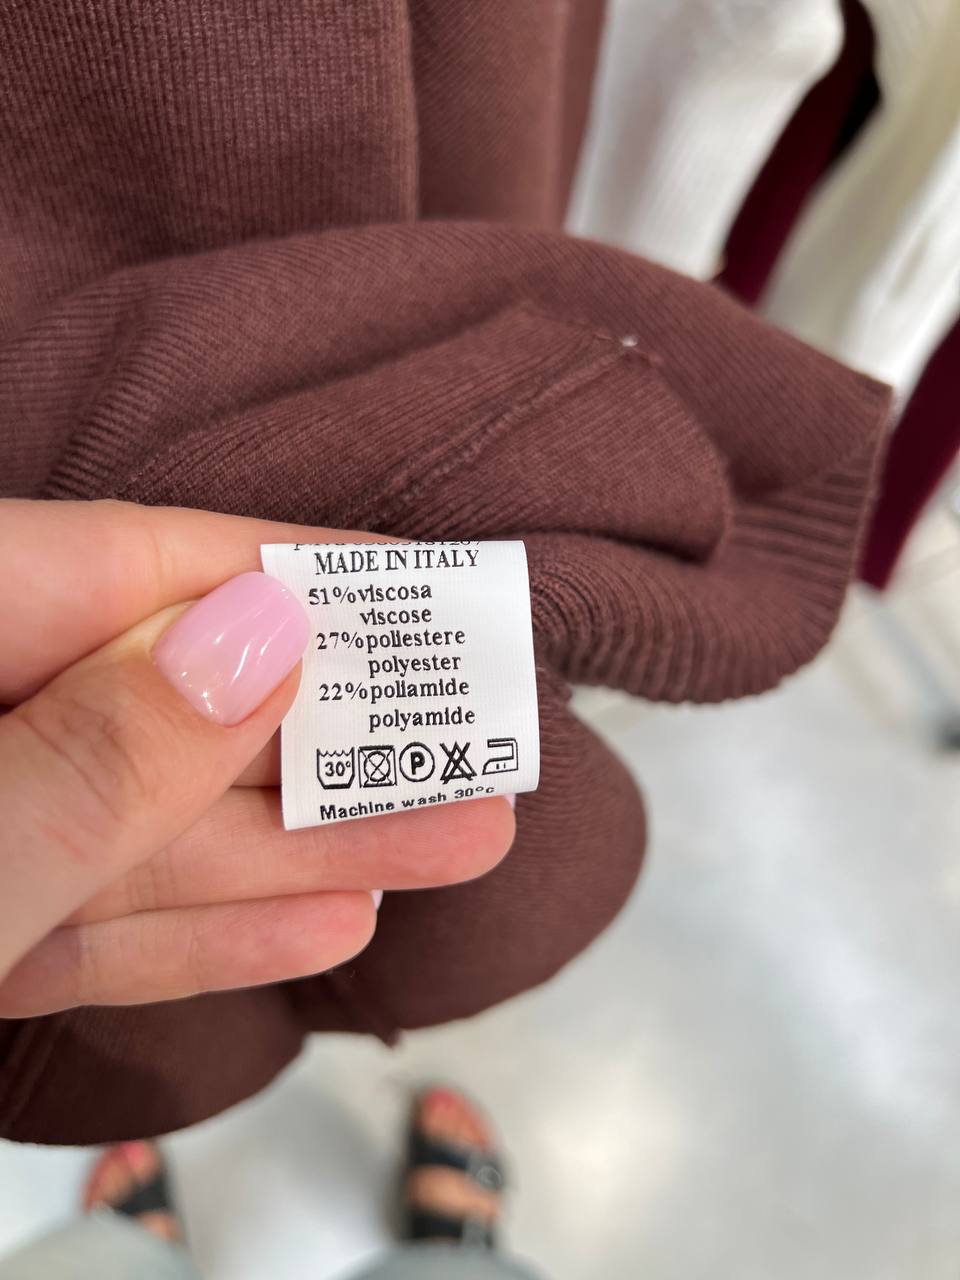 MADE IN ITALY
51%viscosa
viscose
27%poliestere
polyester
22%poliamide
polyamide
30° P
Machine wash 30°c